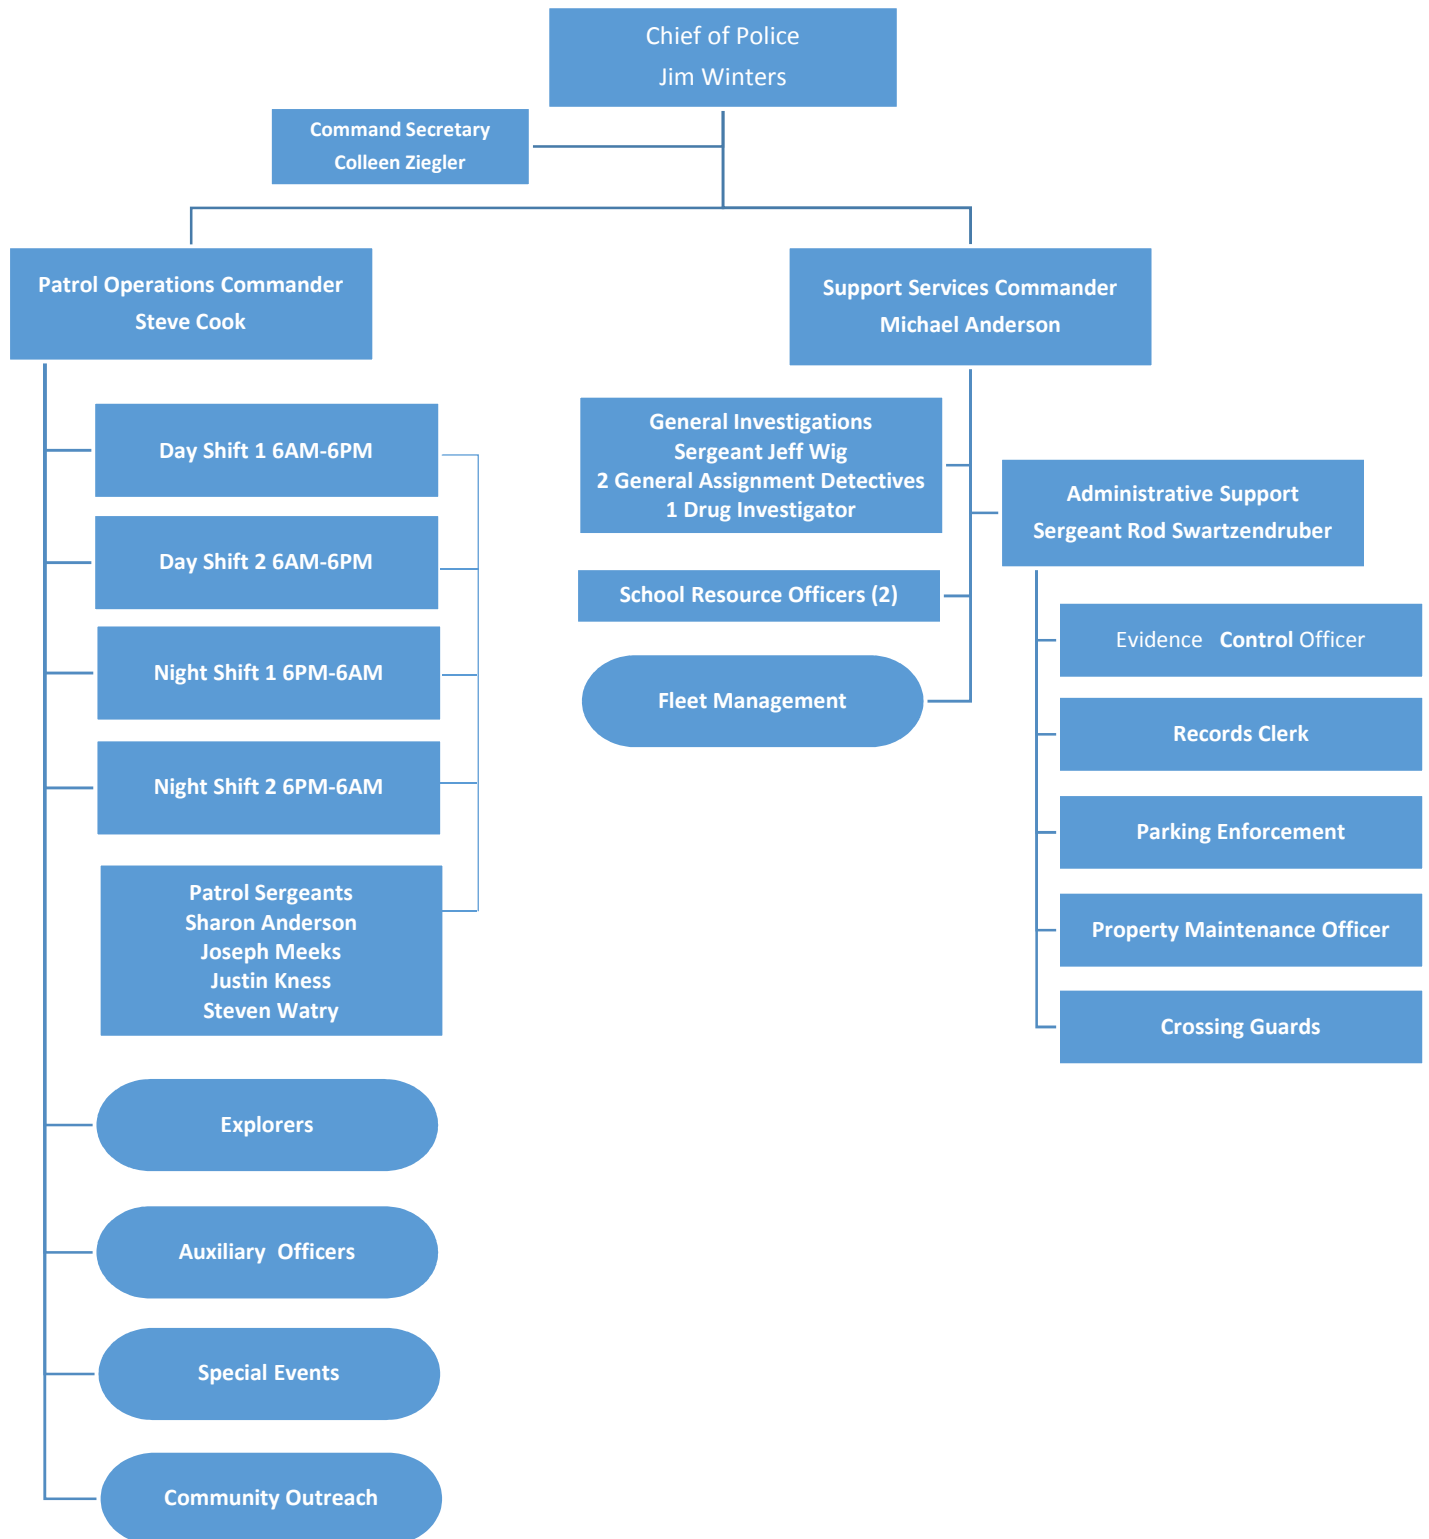 Chief of Police
Jim Winters
Command Secretary
Colleen Ziegler
Patrol Operations Commander
Steve Cook
Support Services Commander
Michael Anderson
Day Shift 1 6AM-6PM
Day Shift 2 6AM-6PM
Night Shift 1 6PM-6AM
Night Shift 2 6PM-6AM
Patrol Sergeants
Sharon Anderson
Joseph Meeks
Justin Kness
Steven Watry
Explorers
Auxiliary Officers
Special Events
Community Outreach
General Investigations
Sergeant Jeff Wig
2 General Assignment Detectives
1 Drug Investigator
School Resource Officers (2)
Fleet Management
Administrative Support
Sergeant Rod Swartzendruber
Evidence Control Officer
Records Clerk
Parking Enforcement
Property Maintenance Officer
Crossing Guards